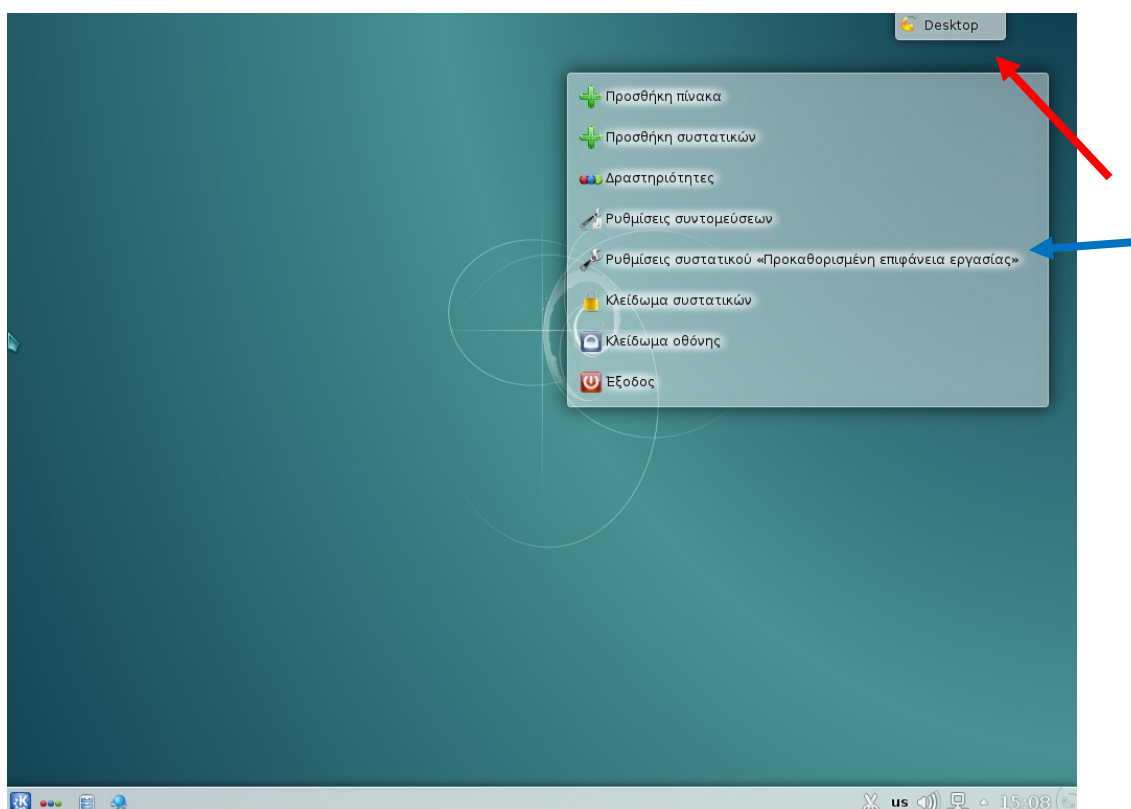 Desktop
Προσθήκη πίνακα
Προσθήκη συστατικών
Δραστηριότητες
Ρυθμίσεις συντομεύσεων
Ρυθμίσεις συστατικού «Προκαθορισμένη επιφάνεια εργασίας»
Κλείδωμα συστατικών
Κλείδωμα οθόνης
Έξοδος
us 15:08